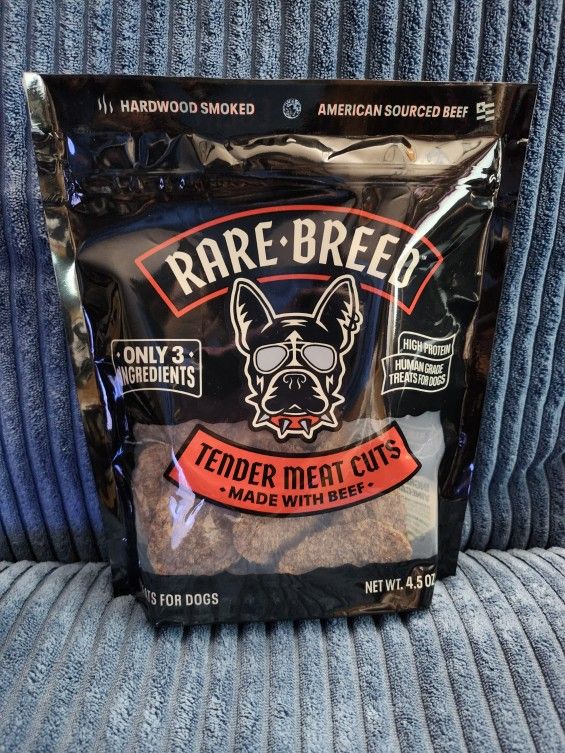 HARDWOOD SMOKED
AMERICAN SOURCED BEEF
RARE·BREED
· ONLY 3 ·
INGREDIENTS
HIGH PROTEIN
HUMAN GRADE
TREATS FOR DOGS
TENDER MEAT CUTS
· MADE WITH BEEF ·
FOR DOGS
NET WT. 4.5 OZ